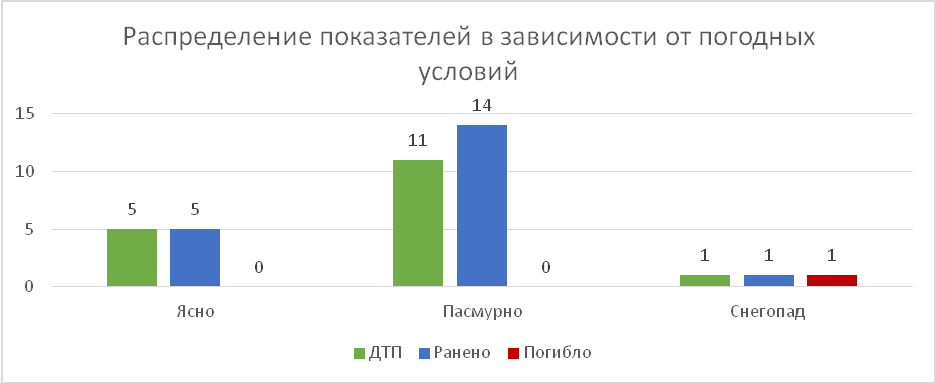 Распределение показателей в зависимости от погодных
условий
15
10
5
0
5
5
0
11
14
0
1
1
1
Ясно
Пасмурно
Снегопад
ДТП
Ранено
Погибло